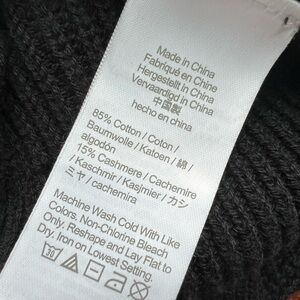 Made in China
Fabriqué en Chine
Hergestellt in China
Vervaardigd in China
中国製
hecho en china
85% Cotton / Coton /
Baumwolle / Katoen / 綿 /
algodón
15% Cashmere / Cachemire
/ Kaschmir / Kasjmier / カシ
ミヤ / cachemira
Machine Wash Cold With Like
Colors. Non-Chlorine Bleach
Only, Reshape and Lay Flat to
Dry. Iron on Lowest Setting.
30